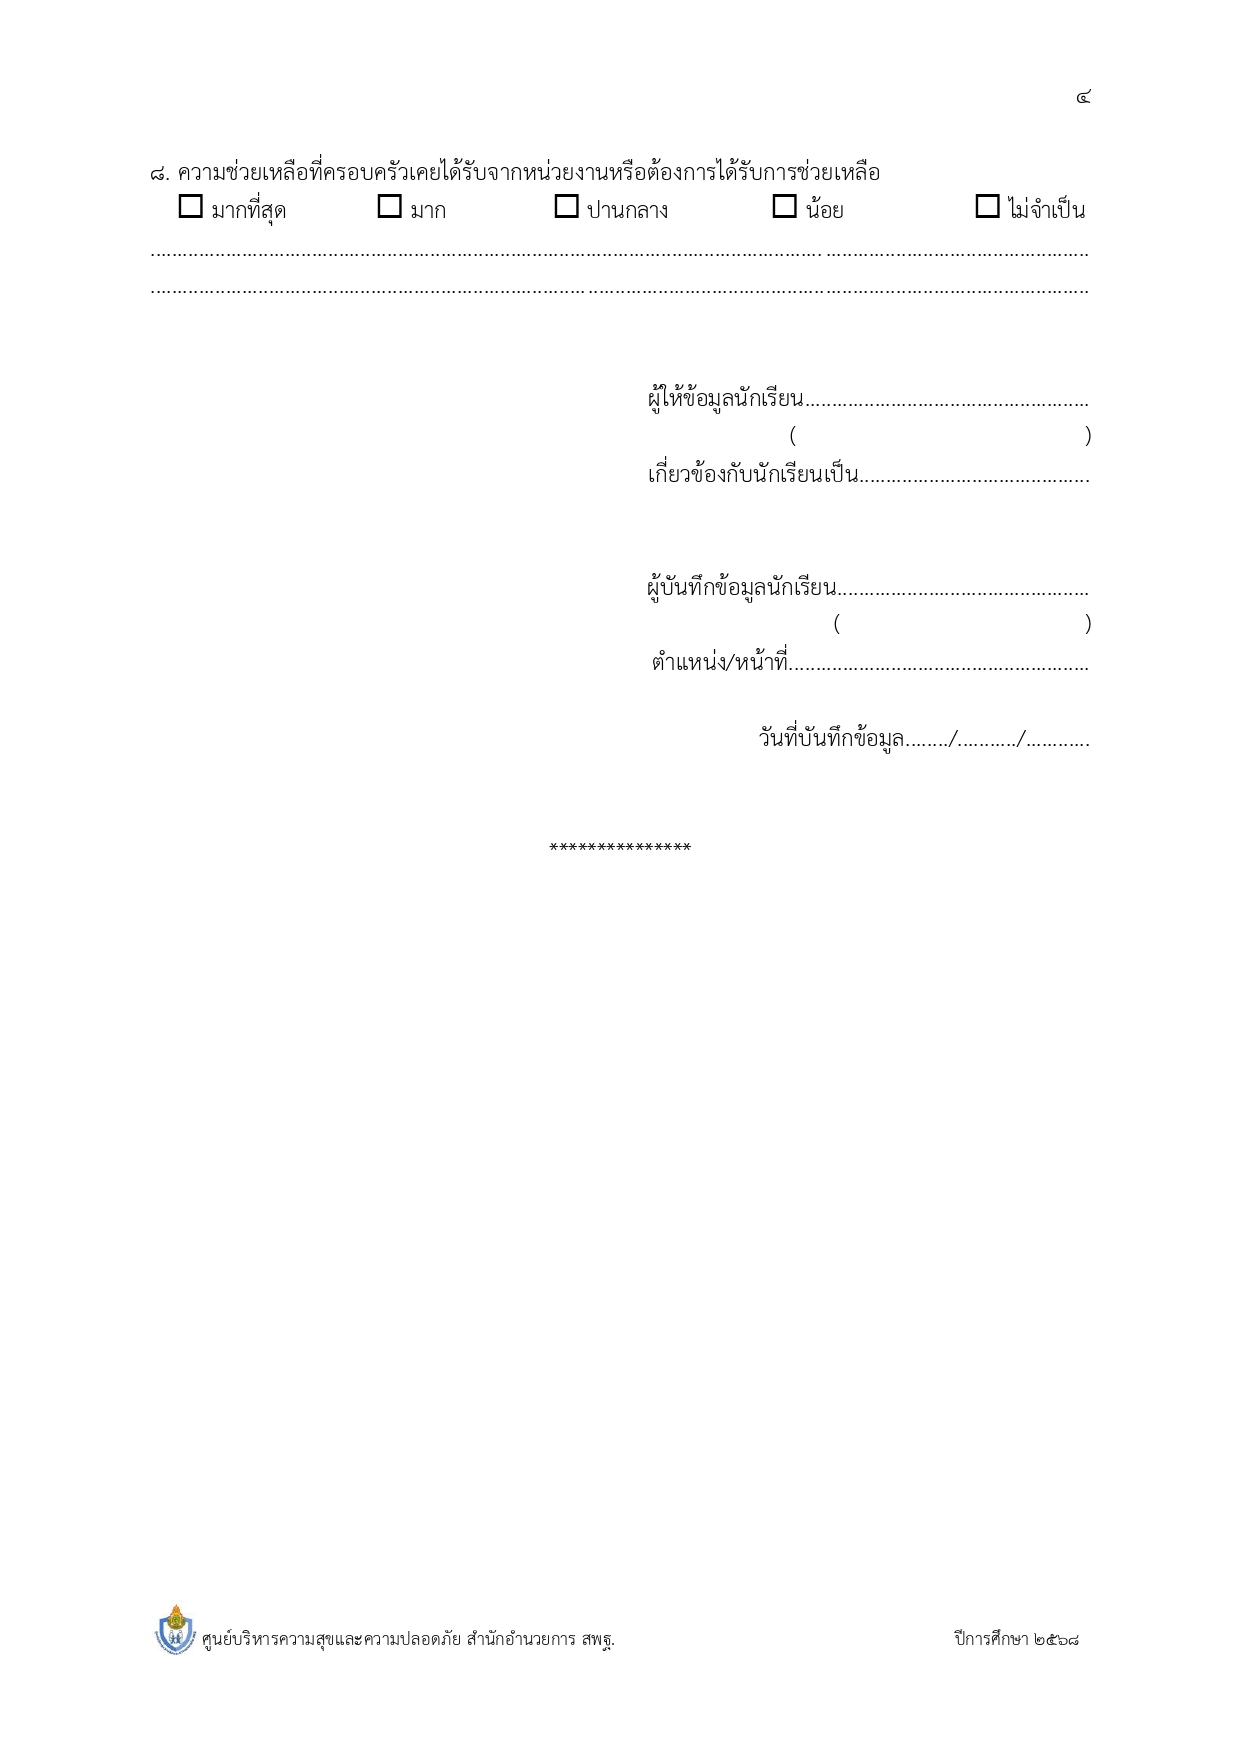 ๔
๘. ความช่วยเหลือที่ครอบครัวเคยได้รับจากหน่วยงานหรือต้องการได้รับการช่วยเหลือ
☐ มากที่สุด ☐ มาก ☐ ปานกลาง ☐ น้อย ☐ ไม่จำเป็น
............................................................................................................................................................................
............................................................................................................................................................................
ผู้ให้ข้อมูลนักเรียน....................................................
( )
เกี่ยวข้องกับนักเรียนเป็น..........................................
ผู้บันทึกข้อมูลนักเรียน..............................................
( )
ตำแหน่ง/หน้าที่.......................................................
วันที่บันทึกข้อมูล......../.........../............
***************
ศูนย์บริหารความสุขและความปลอดภัย สำนักอำนวยการ สพฐ. ปีการศึกษา ๒๕๖๘